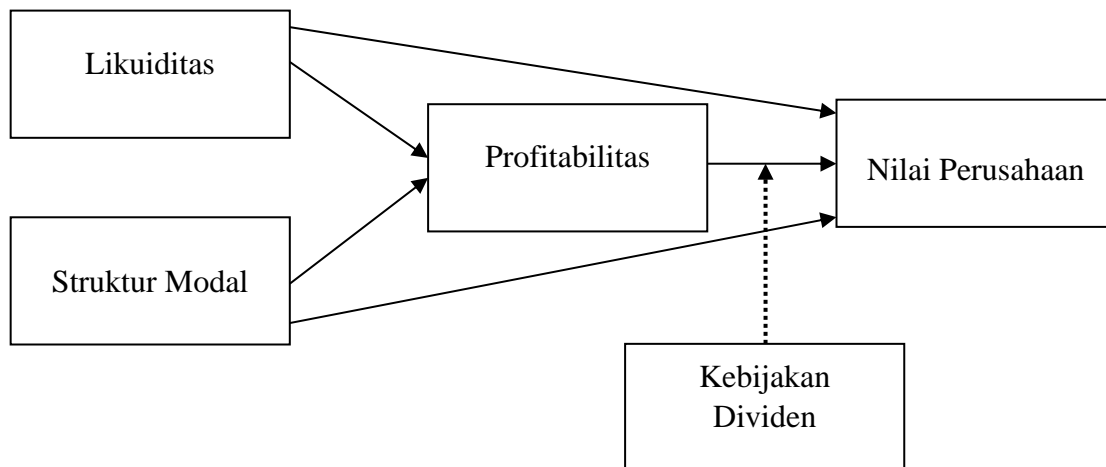 Likuiditas
Profitabilitas
Nilai Perusahaan
Struktur Modal
Kebijakan
Dividen